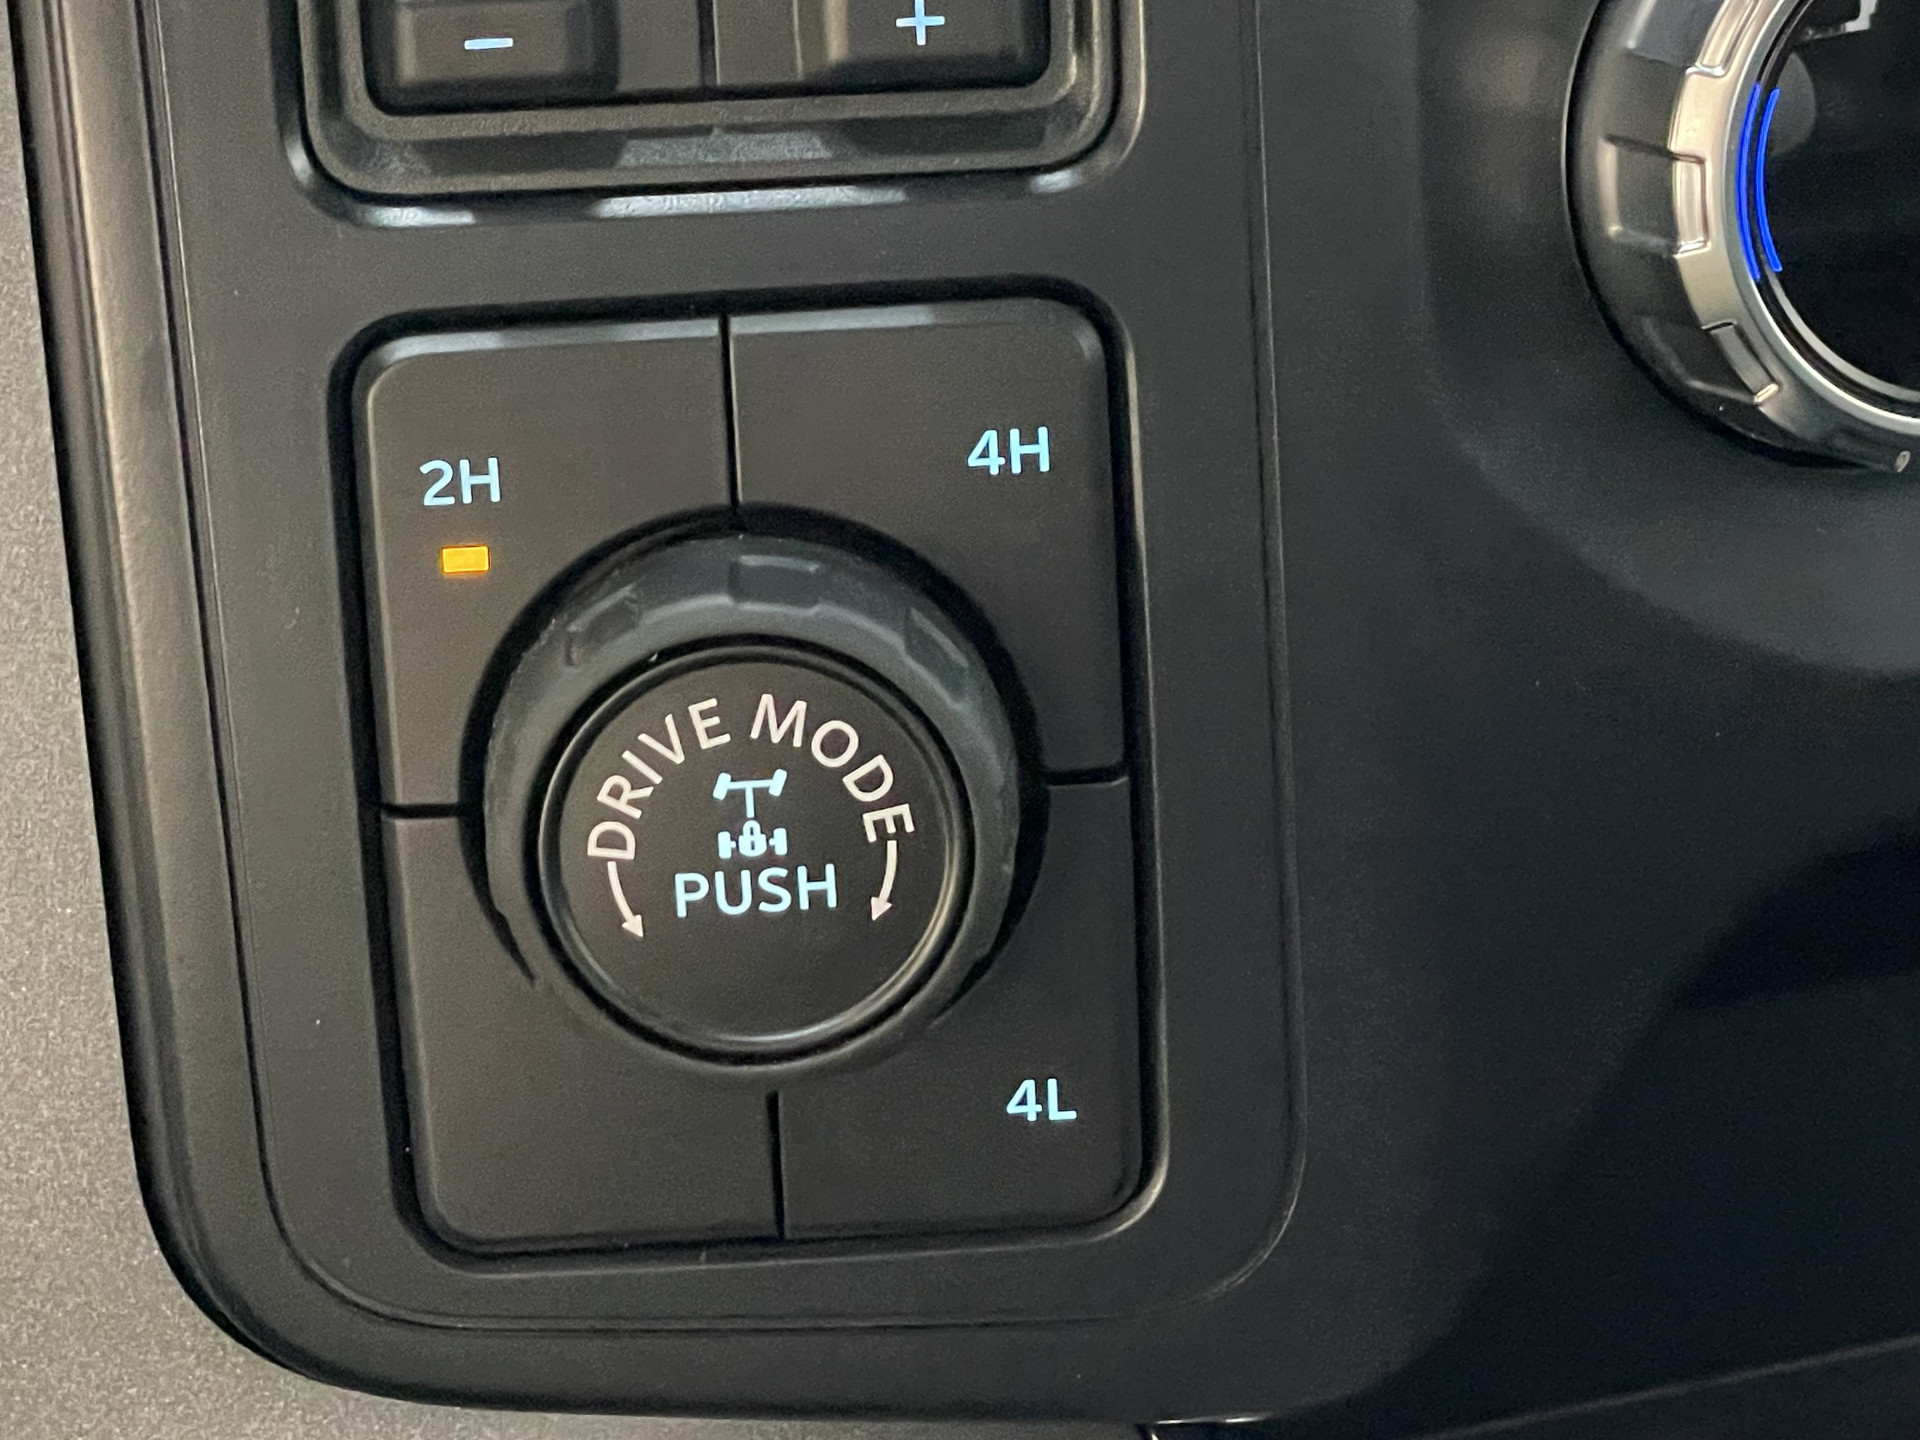 - +
2H 4H
DRIVE MODE
PUSH
4L